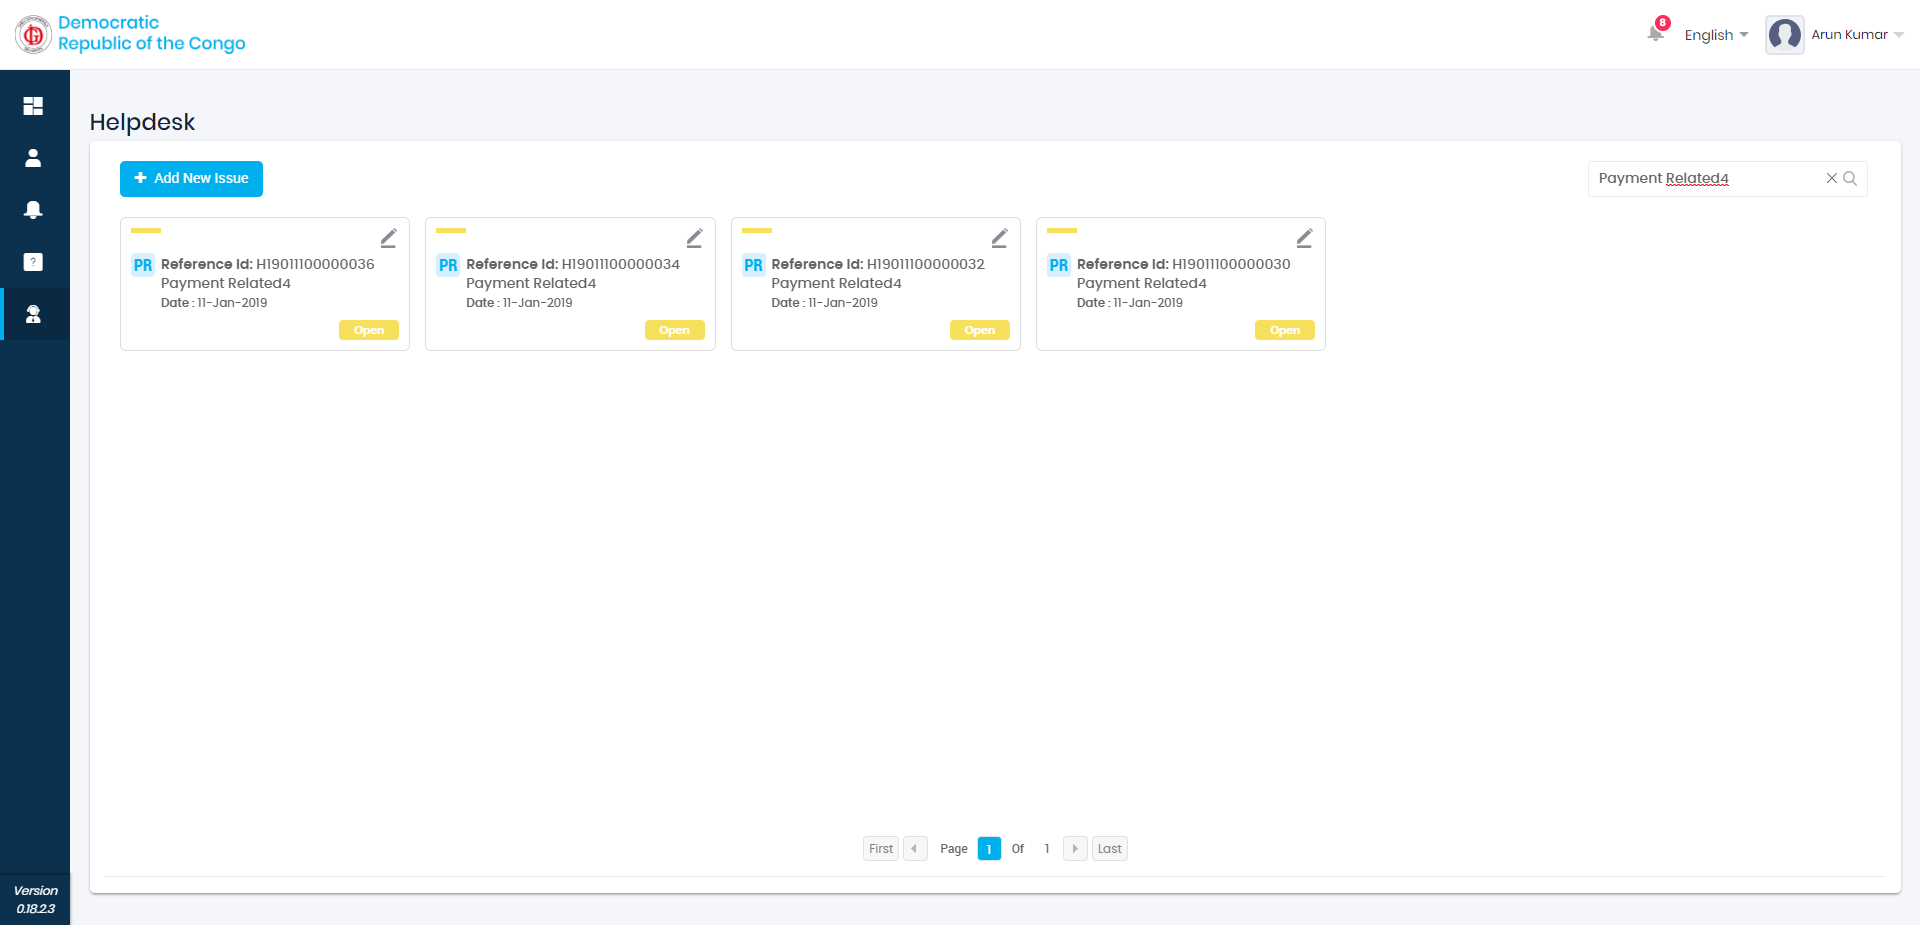 Democratic
Republic of the Congo
8
English
Arun Kumar
Helpdesk
Add New Issue
Payment Related4
PR Reference Id: H19011100000036
Payment Related4
Date : 11-Jan-2019
Open
PR Reference Id: H19011100000034
Payment Related4
Date : 11-Jan-2019
Open
PR Reference Id: H19011100000032
Payment Related4
Date : 11-Jan-2019
Open
PR Reference Id: H19011100000030
Payment Related4
Date : 11-Jan-2019
Open
First Page 1 Of 1 Last
Version
0.18.2.3